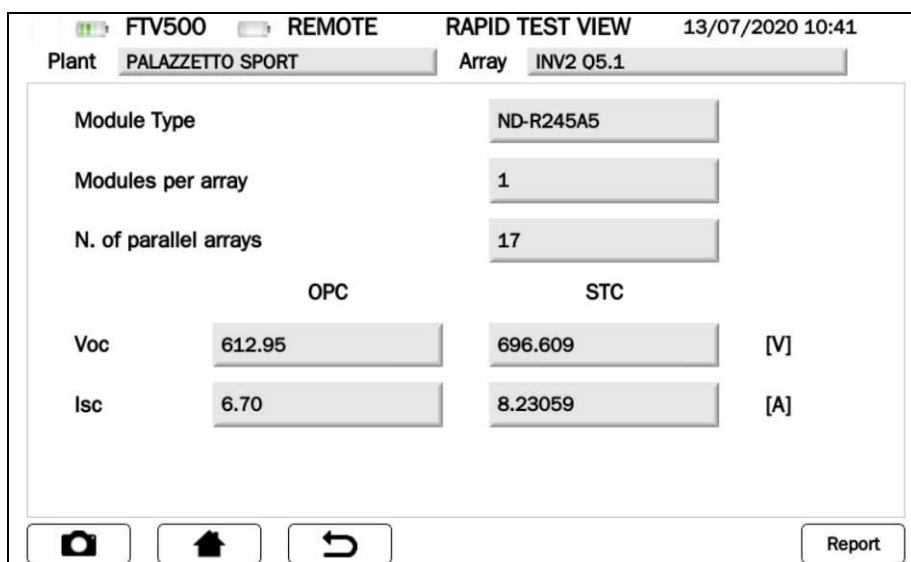 FTV500 REMOTE RAPID TEST VIEW 13/07/2020 10:41
Plant PALAZZETTO SPORT Array INV2 Q5.1
Module Type ND-R245A5
Modules per array 1
N. of parallel arrays 17
OPC STC
Voc 612.95 696.609 [V]
Isc 6.70 8.23059 [A]
Report